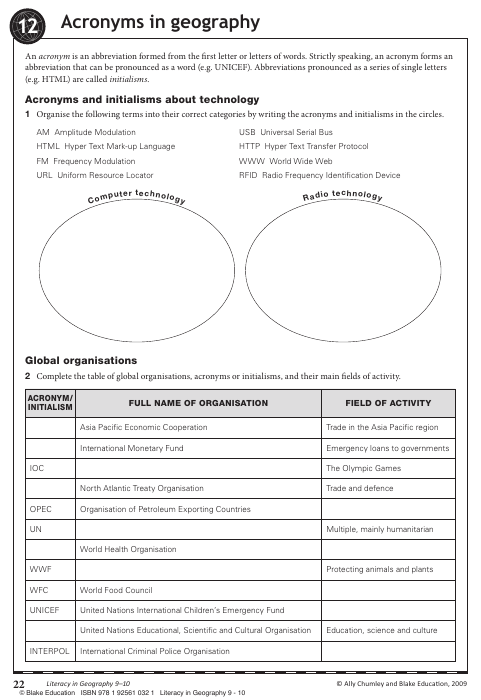 12
Acronyms in geography
An acronym is an abbreviation formed from the first letter or letters of words. Strictly speaking, an acronym forms an
abbreviation that can be pronounced as a word (e.g. UNICEF). Abbreviations pronounced as a series of single letters
(e.g. HTML) are called initialisms.
Acronyms and initialisms about technology
1 Organise the following terms into their correct categories by writing the acronyms and initialisms in the circles.
AM Amplitude Modulation
USB Universal Serial Bus
HTML Hyper Text Mark-up Language
HTTP Hyper Text Transfer Protocol
FM Frequency Modulation
WWW World Wide Web
URL Uniform Resource Locator
RFID Radio Frequency Identification Device
Computer technology
Radio technology
Global organisations
2 Complete the table of global organisations, acronyms or initialisms, and their main fields of activity.
ACRONYM/
INITIALISM
FULL NAME OF ORGANISATION
FIELD OF ACTIVITY
Asia Pacific Economic Cooperation
Trade in the Asia Pacific region
International Monetary Fund
Emergency loans to governments
IOC
The Olympic Games
North Atlantic Treaty Organisation
Trade and defence
OPEC
Organisation of Petroleum Exporting Countries
UN
Multiple, mainly humanitarian
World Health Organisation
WWF
Protecting animals and plants
WFC
World Food Council
UNICEF
United Nations International Children's Emergency Fund
United Nations Educational, Scientific and Cultural Organisation
Education, science and culture
INTERPOL
International Criminal Police Organisation
22
Literacy in Geography 9–10
© Ally Chumley and Blake Education, 2009
© Blake Education ISBN 978 1 92561 032 1 Literacy in Geography 9 - 10